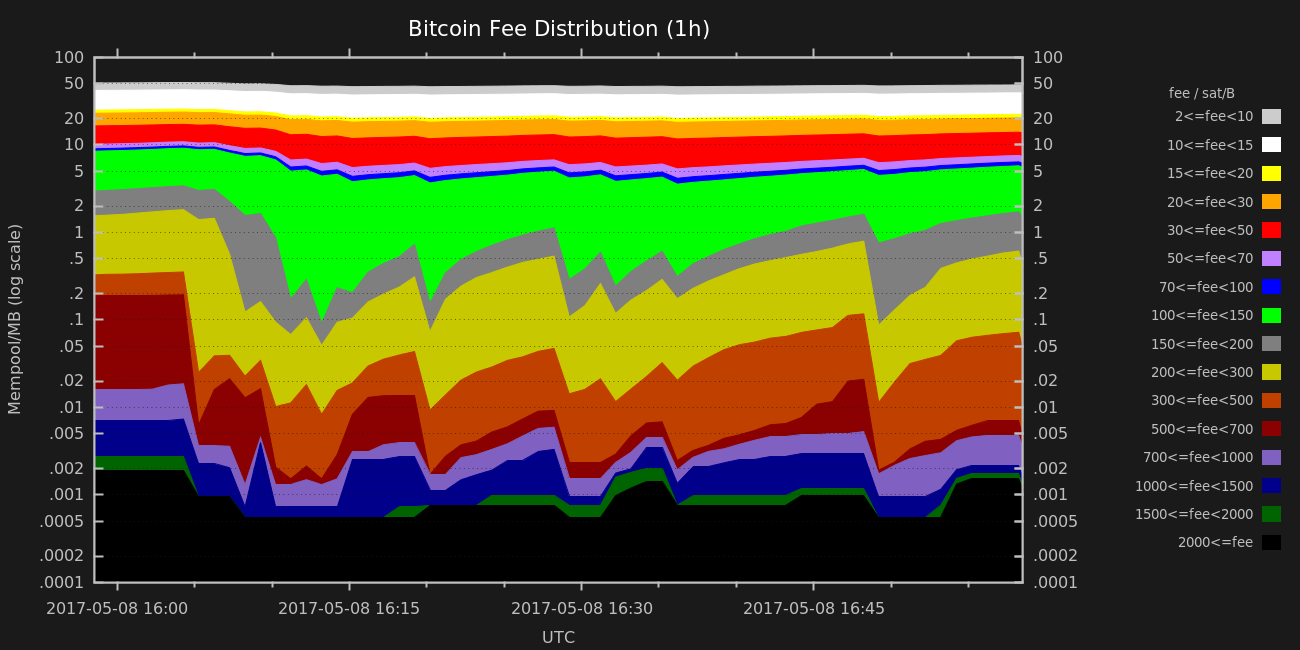 Bitcoin Fee Distribution (1h)
Mempool/MB (log scale)
100
50
20
10
5
2
1
.5
.2
.1
.05
.02
.01
.005
.002
.001
.0005
.0002
.0001
100
50
20
10
5
2
1
.5
.2
.1
.05
.02
.01
.005
.002
.001
.0005
.0002
.0001
2017-05-08 16:00
2017-05-08 16:15
2017-05-08 16:30
2017-05-08 16:45
UTC
fee / sat/B
2<=fee<10
10<=fee<15
15<=fee<20
20<=fee<30
30<=fee<50
50<=fee<70
70<=fee<100
100<=fee<150
150<=fee<200
200<=fee<300
300<=fee<500
500<=fee<700
700<=fee<1000
1000<=fee<1500
1500<=fee<2000
2000<=fee